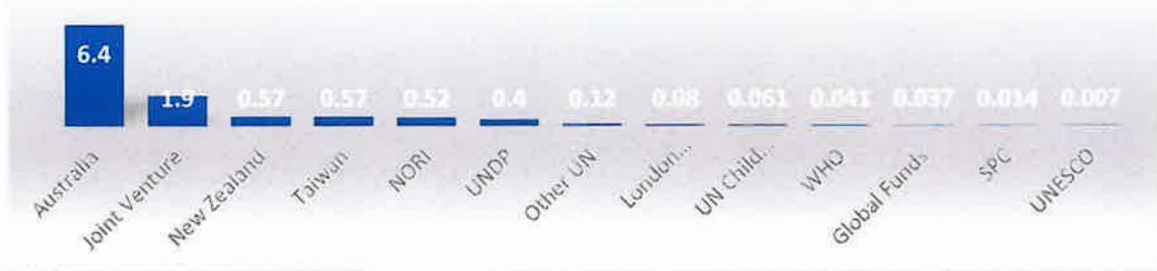 6.4
1.9 0.57 0.57 0.52 0.4 0.12 0.08 0.061 0.041 0.037 0.014 0.007
Australia Joint Venture New Zealand Taiwan NORI UNDP Other UN London... UN Child... WHO Global Funds SPC UNESCO